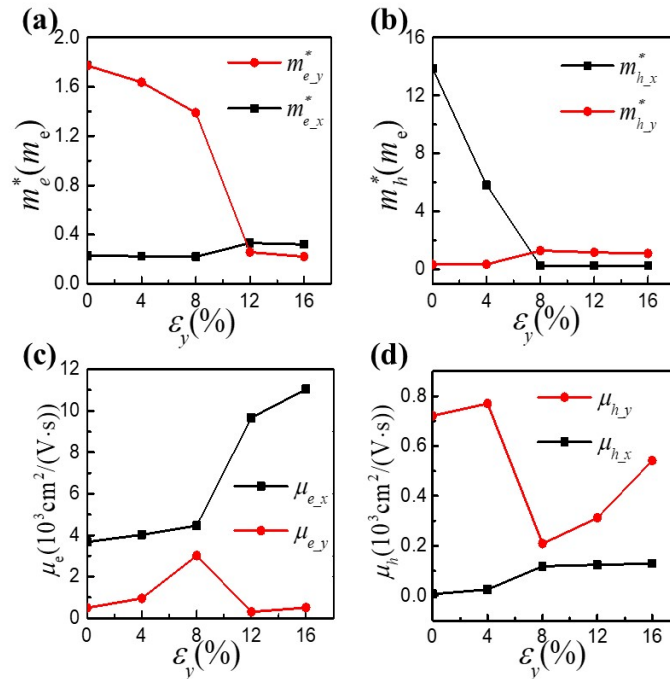 (a)
2.0
1.6
1.2
0.8
0.4
0.0
m*e_y
m*e_x
m*e(me)
0 4 8 12 16
εy(%)
(b)
16
12
8
4
0
m*h_x
m*h_y
m*h(me)
0 4 8 12 16
εy(%)
(c)
12
10
8
6
4
2
0
μe_x
μe_y
μe(10³cm²/(V·s))
0 4 8 12 16
εy(%)
(d)
0.8
0.6
0.4
0.2
0.0
μh_y
μh_x
μh(10³cm²/(V·s))
0 4 8 12 16
εy(%)